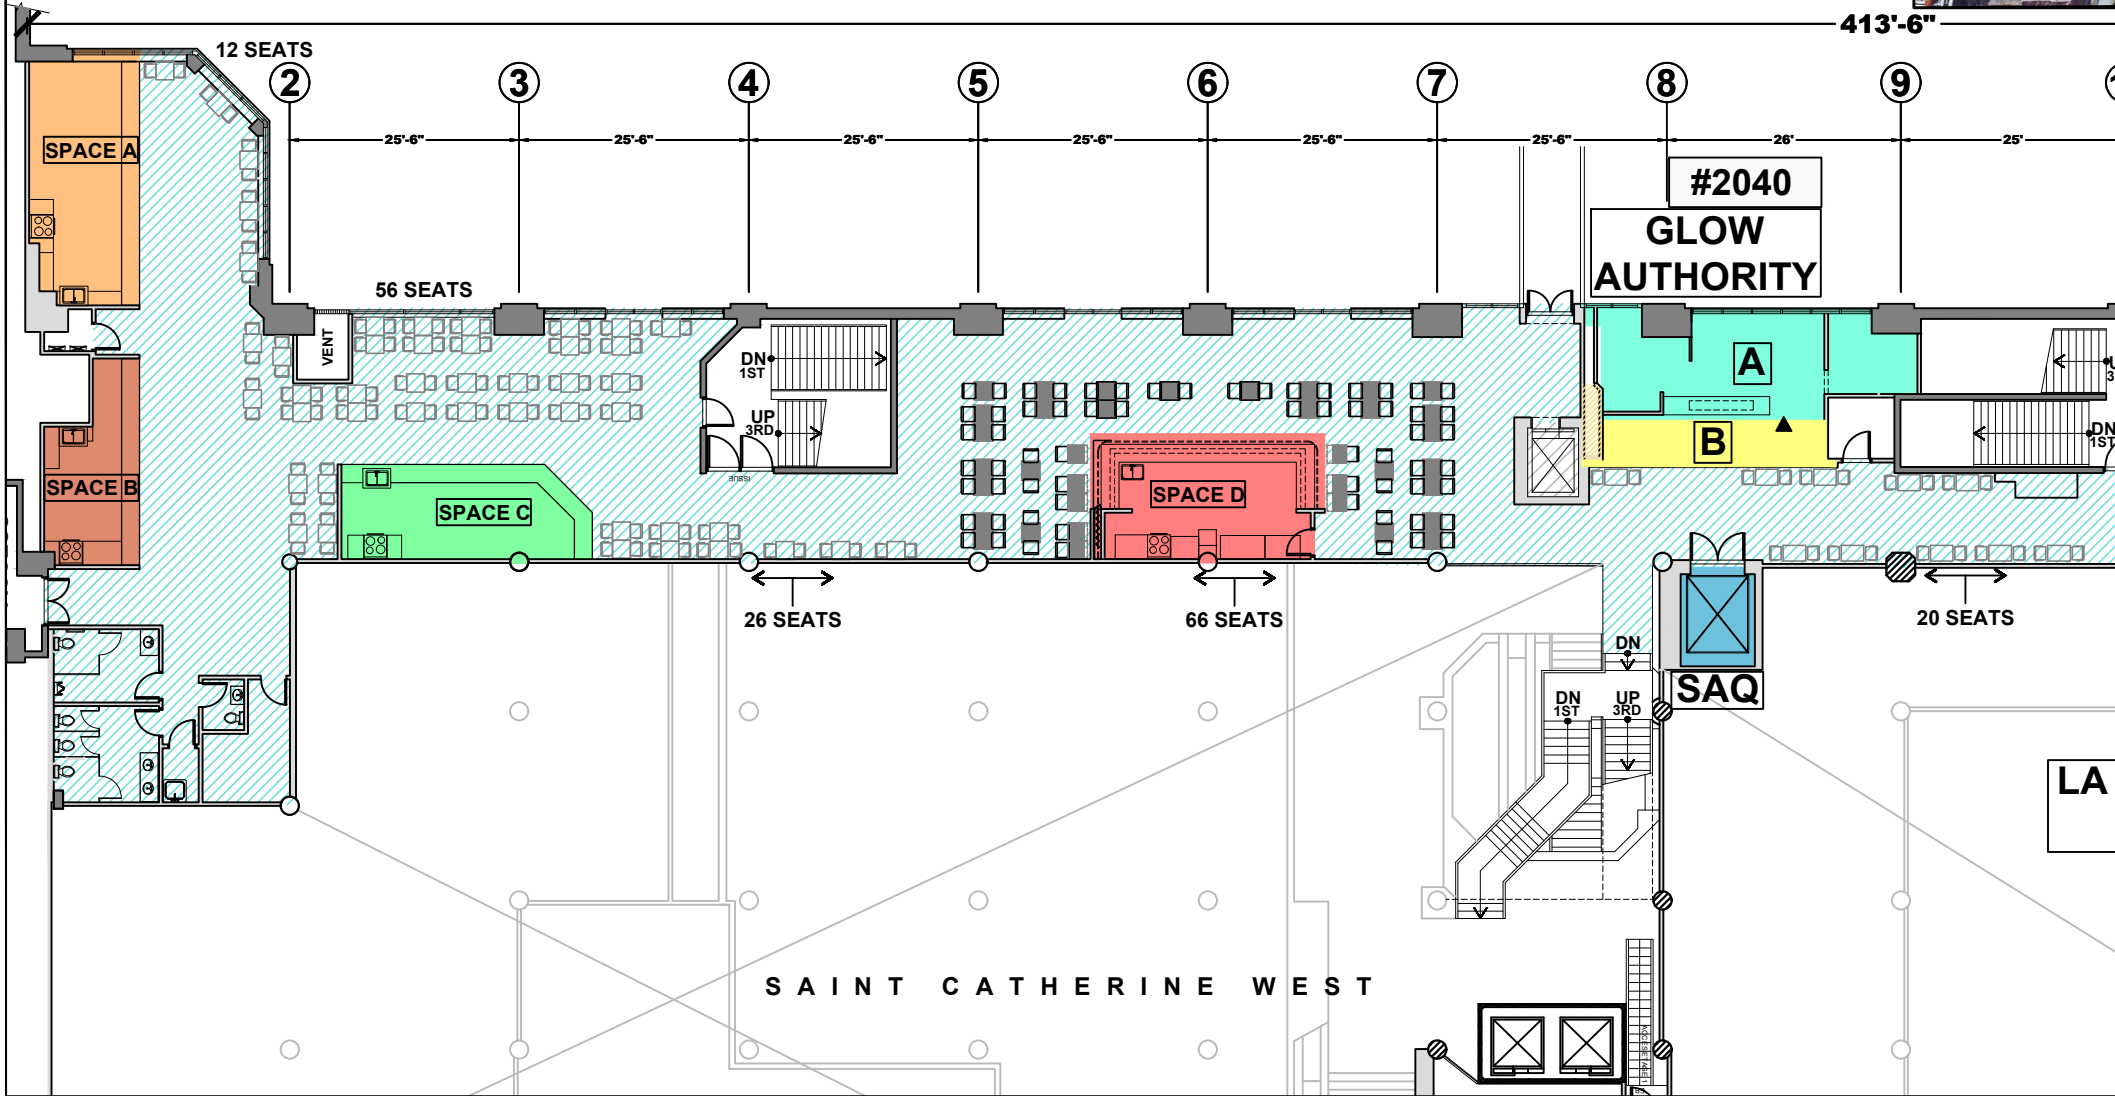 413'-6"
12 SEATS
2
3
4
5
6
7
8
9
25'-6"
25'-6"
25'-6"
25'-6"
25'-6"
25'-6"
26'
25'
SPACE A
#2040
GLOW
AUTHORITY
56 SEATS
VENT
DN
1ST
UP
3RD
ISSUE
A
B
DN
1ST
SPACE B
SPACE C
SPACE D
26 SEATS
66 SEATS
20 SEATS
DN
DN
1ST
UP
3RD
SAQ
LA
SAINT CATHERINE WEST